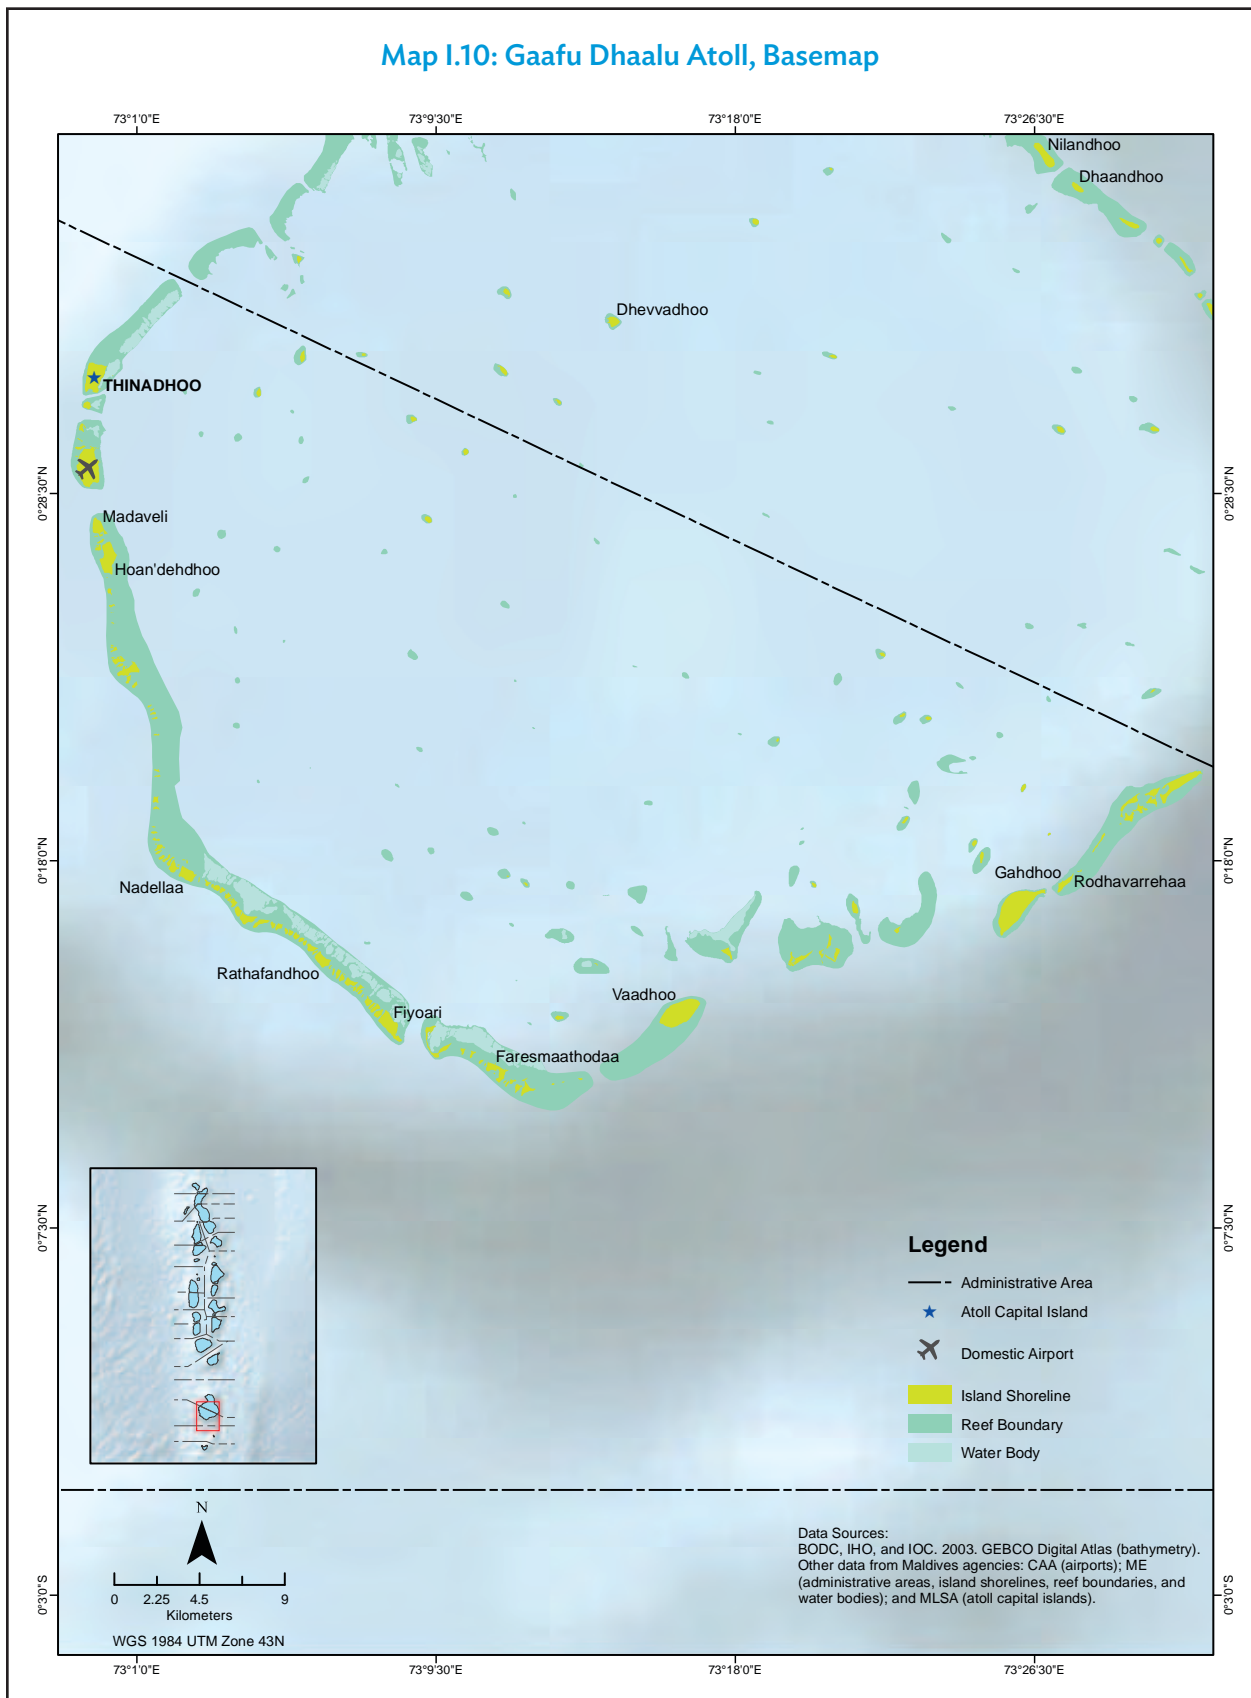 Map I.10: Gaafu Dhaalu Atoll, Basemap
73°1'0"E
73°9'30"E
73°18'0"E
73°26'30"E
Nilandhoo
Dhaandhoo
Dhevvadhoo
THINADHOO
0°28'30"N
0°28'30"N
Madaveli
Hoan'dehdhoo
0°18'0"N
0°18'0"N
Nadellaa
Gahdhoo
Rodhavarrehaa
Rathafandhoo
Vaadhoo
Fiyoari
Faresmaathodaa
0°7'30"N
0°7'30"N
Legend
Administrative Area
Atoll Capital Island
Domestic Airport
Island Shoreline
Reef Boundary
Water Body
N
0 2.25 4.5 9
Kilometers
WGS 1984 UTM Zone 43N
Data Sources:
BODC, IHO, and IOC. 2003. GEBCO Digital Atlas (bathymetry).
Other data from Maldives agencies: CAA (airports); ME
(administrative areas, island shorelines, reef boundaries, and
water bodies); and MLSA (atoll capital islands).
0°3'0"S
0°3'0"S
73°1'0"E
73°9'30"E
73°18'0"E
73°26'30"E